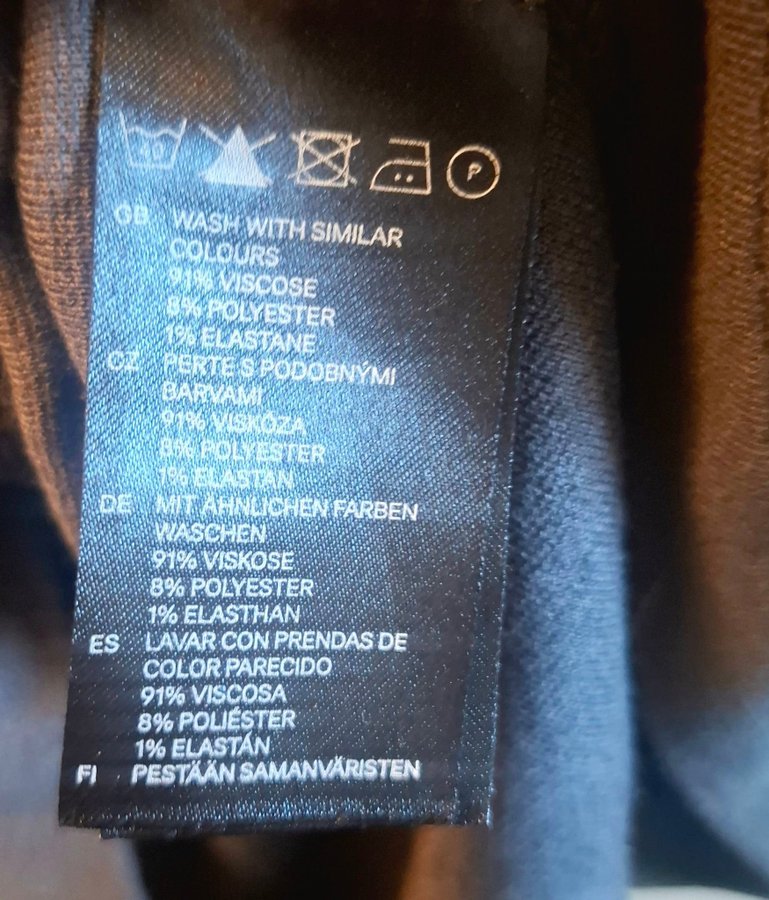 P
GB WASH WITH SIMILAR
COLOURS
91% VISCOSE
8% POLYESTER
1% ELASTANE
CZ PERTE S PODOBNÝMI
BARVAMI
91% VISKÓZA
8% POLYESTER
1% ELASTAN
DE MIT ÄHNLICHEN FARBEN
WASCHEN
91% VISKOSE
8% POLYESTER
1% ELASTHAN
ES LAVAR CON PRENDAS DE
COLOR PARECIDO
91% VISCOSA
8% POLIÉSTER
1% ELASTÁN
FI PESTÄÄN SAMANVÄRISTEN